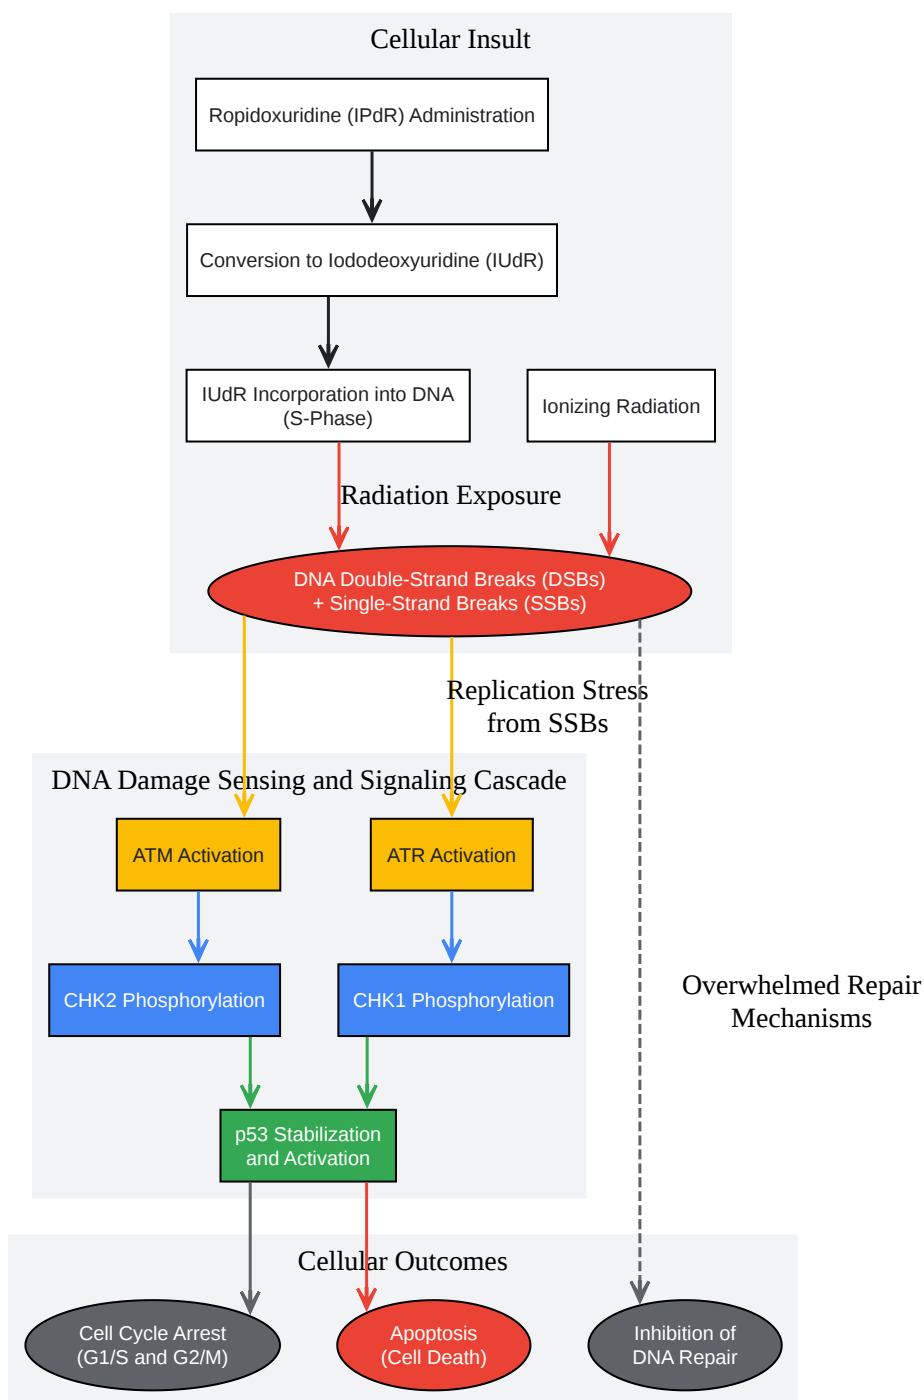 Cellular Insult
Ropidoxuridine (IPdR) Administration
Conversion to Iododeoxyuridine (IUdR)
IUdR Incorporation into DNA
(S-Phase)
Ionizing Radiation
Radiation Exposure
DNA Double-Strand Breaks (DSBs)
+ Single-Strand Breaks (SSBs)
Replication Stress
from SSBs
DNA Damage Sensing and Signaling Cascade
ATM Activation
ATR Activation
CHK2 Phosphorylation
CHK1 Phosphorylation
Overwhelmed Repair
Mechanisms
p53 Stabilization
and Activation
Cellular Outcomes
Cell Cycle Arrest
(G1/S and G2/M)
Apoptosis
(Cell Death)
Inhibition of
DNA Repair